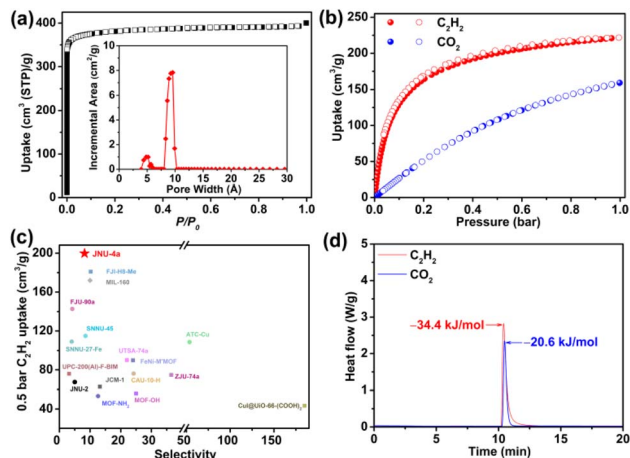 (a)
400
300
200
100
0
Uptake (cm³ (STP)/g)
0.0 0.2 0.4 0.6 0.8 1.0
P/P₀
10
8
6
4
2
0
Incremental Area (cm²/g)
0 5 10 15 20 25 30
Pore Width (Å)
(b)
250
200
150
100
50
0
Uptake (cm³/g)
C₂H₂
CO₂
0.0 0.2 0.4 0.6 0.8 1.0
Pressure (bar)
(c)
200
160
120
80
40
0.5 bar C₂H₂ uptake (cm³/g)
JNU-4a
FJI-H8-Me
MIL-160
FJU-90a
SNNU-45
SNNU-27-Fe
ATC-Cu
UTSA-74a
FeNi-M'MOF
UPC-200(Al)-F-BIM
CAU-10-H
ZJU-74a
JNU-2
JCM-1
MOF-NH₂
MOF-OH
CuI@UiO-66-(COOH)₂
0 10 20 30 40 50 100 150
Selectivity
(d)
5
4
3
2
1
0
Heat flow (W/g)
C₂H₂
CO₂
−34.4 kJ/mol
−20.6 kJ/mol
0 5 10 15 20
Time (min)